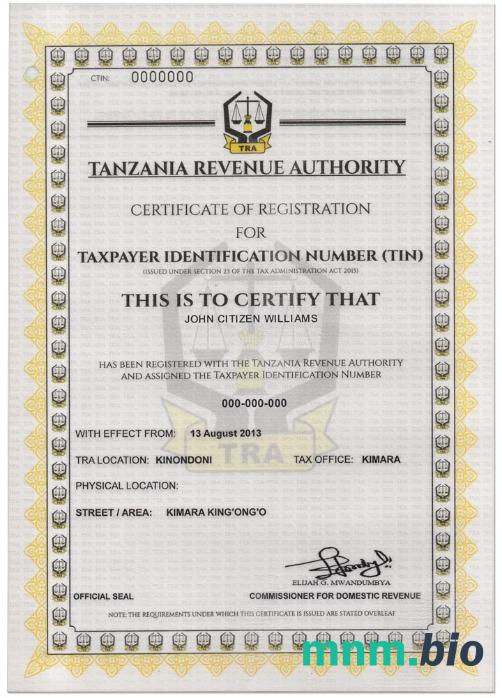 CTIN: 0000000
TRA
TANZANIA REVENUE AUTHORITY
CERTIFICATE OF REGISTRATION
FOR
TAXPAYER IDENTIFICATION NUMBER (TIN)
(ISSUED UNDER SECTION 23 OF THE TAX ADMINISTRATION ACT 2015)
THIS IS TO CERTIFY THAT
JOHN CITIZEN WILLIAMS
HAS BEEN REGISTERED WITH THE TANZANIA REVENUE AUTHORITY
AND ASSIGNED THE TAXPAYER IDENTIFICATION NUMBER
000-000-000
TRA
WITH EFFECT FROM: 13 August 2013
TRA LOCATION: KINONDONI TAX OFFICE: KIMARA
PHYSICAL LOCATION:
STREET / AREA: KIMARA KING'ONG'O
ELIJAH G. MWANDUMBYA
OFFICIAL SEAL COMMISSIONER FOR DOMESTIC REVENUE
NOTE: THE REQUIREMENTS UNDER WHICH THIS CERTIFICATE IS ISSUED ARE STATED OVERLEAF
mnm.bio